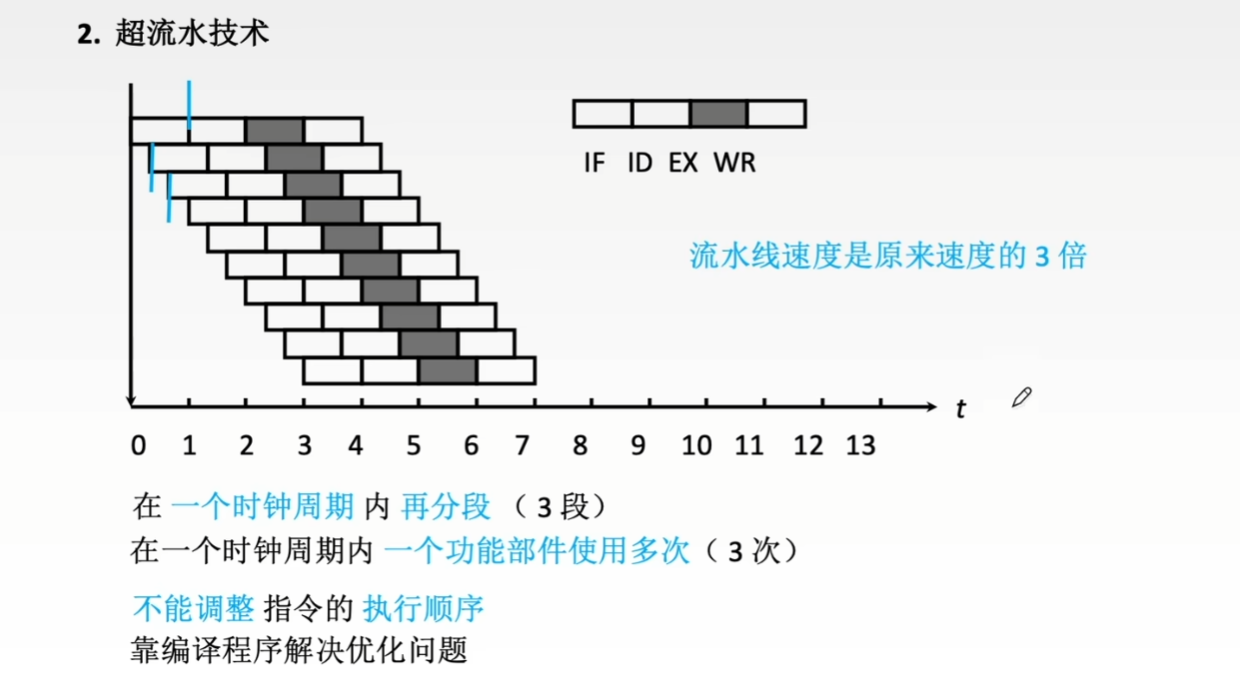 2. 超流水技术
IF ID EX WR
流水线速度是原来速度的 3 倍
t
0 1 2 3 4 5 6 7 8 9 10 11 12 13
在 一个时钟周期 内 再分段 （ 3 段）
在一个时钟周期内 一个功能部件使用多次（ 3 次）
不能调整 指令的 执行顺序
靠编译程序解决优化问题